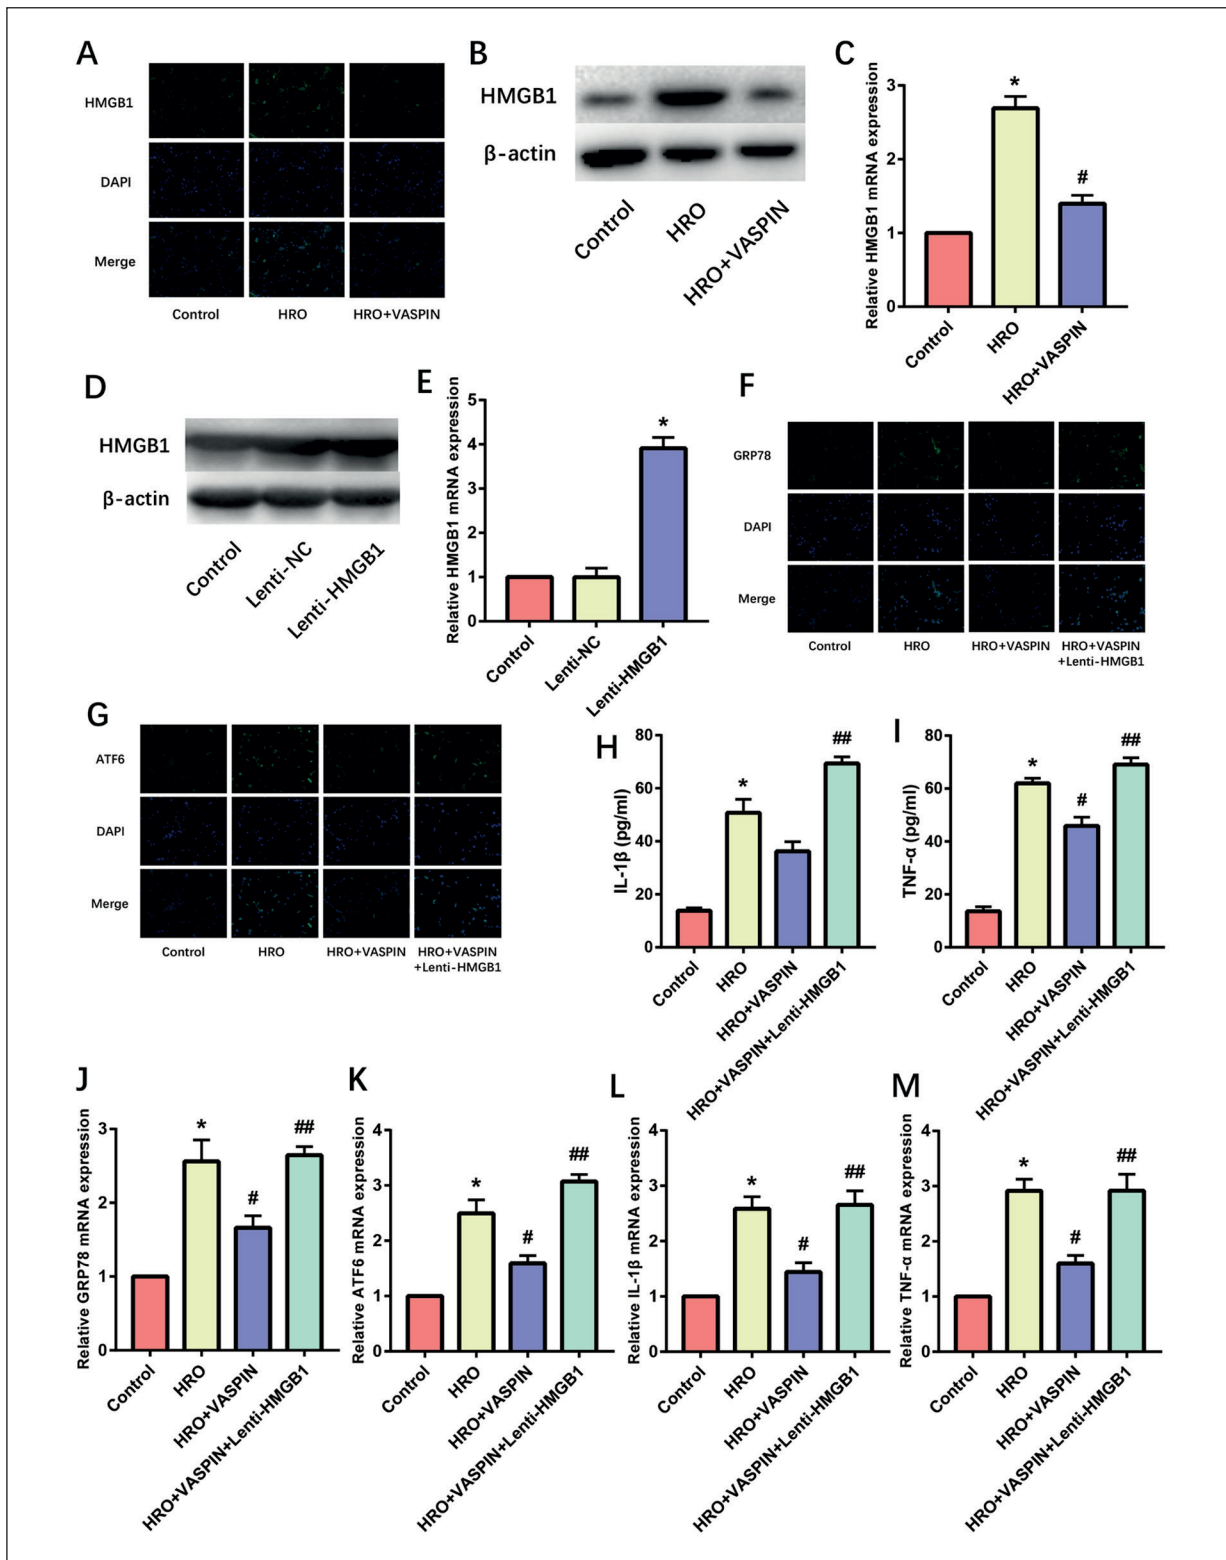 A
HMGB1
DAPI
Merge
Control HRO HRO+VASPIN
B
HMGB1
β-actin
Control
HRO
HRO+VASPIN
C
Relative HMGB1 mRNA expression
3
2
1
0
*
#
Control
HRO
HRO+VASPIN
D
HMGB1
β-actin
Control
Lenti-NC
Lenti-HMGB1
E
Relative HMGB1 mRNA expression
5
4
3
2
1
0
*
Control
Lenti-NC
Lenti-HMGB1
F
GRP78
DAPI
Merge
Control HRO HRO+VASPIN HRO+VASPIN
+Lenti-HMGB1
G
ATF6
DAPI
Merge
Control HRO HRO+VASPIN HRO+VASPIN
+Lenti-HMGB1
H
IL-1β (pg/ml)
80
60
40
20
0
*
##
Control
HRO
HRO+VASPIN
HRO+VASPIN+Lenti-HMGB1
I
TNF-α (pg/ml)
80
60
40
20
0
*
#
##
Control
HRO
HRO+VASPIN
HRO+VASPIN+Lenti-HMGB1
J
Relative GRP78 mRNA expression
3
2
1
0
*
#
##
Control
HRO
HRO+VASPIN
HRO+VASPIN+Lenti-HMGB1
K
Relative ATF6 mRNA expression
4
3
2
1
0
*
#
##
Control
HRO
HRO+VASPIN
HRO+VASPIN+Lenti-HMGB1
L
Relative IL-1β mRNA expression
4
3
2
1
0
*
#
##
Control
HRO
HRO+VASPIN
HRO+VASPIN+Lenti-HMGB1
M
Relative TNF-α mRNA expression
4
3
2
1
0
*
#
##
Control
HRO
HRO+VASPIN
HRO+VASPIN+Lenti-HMGB1